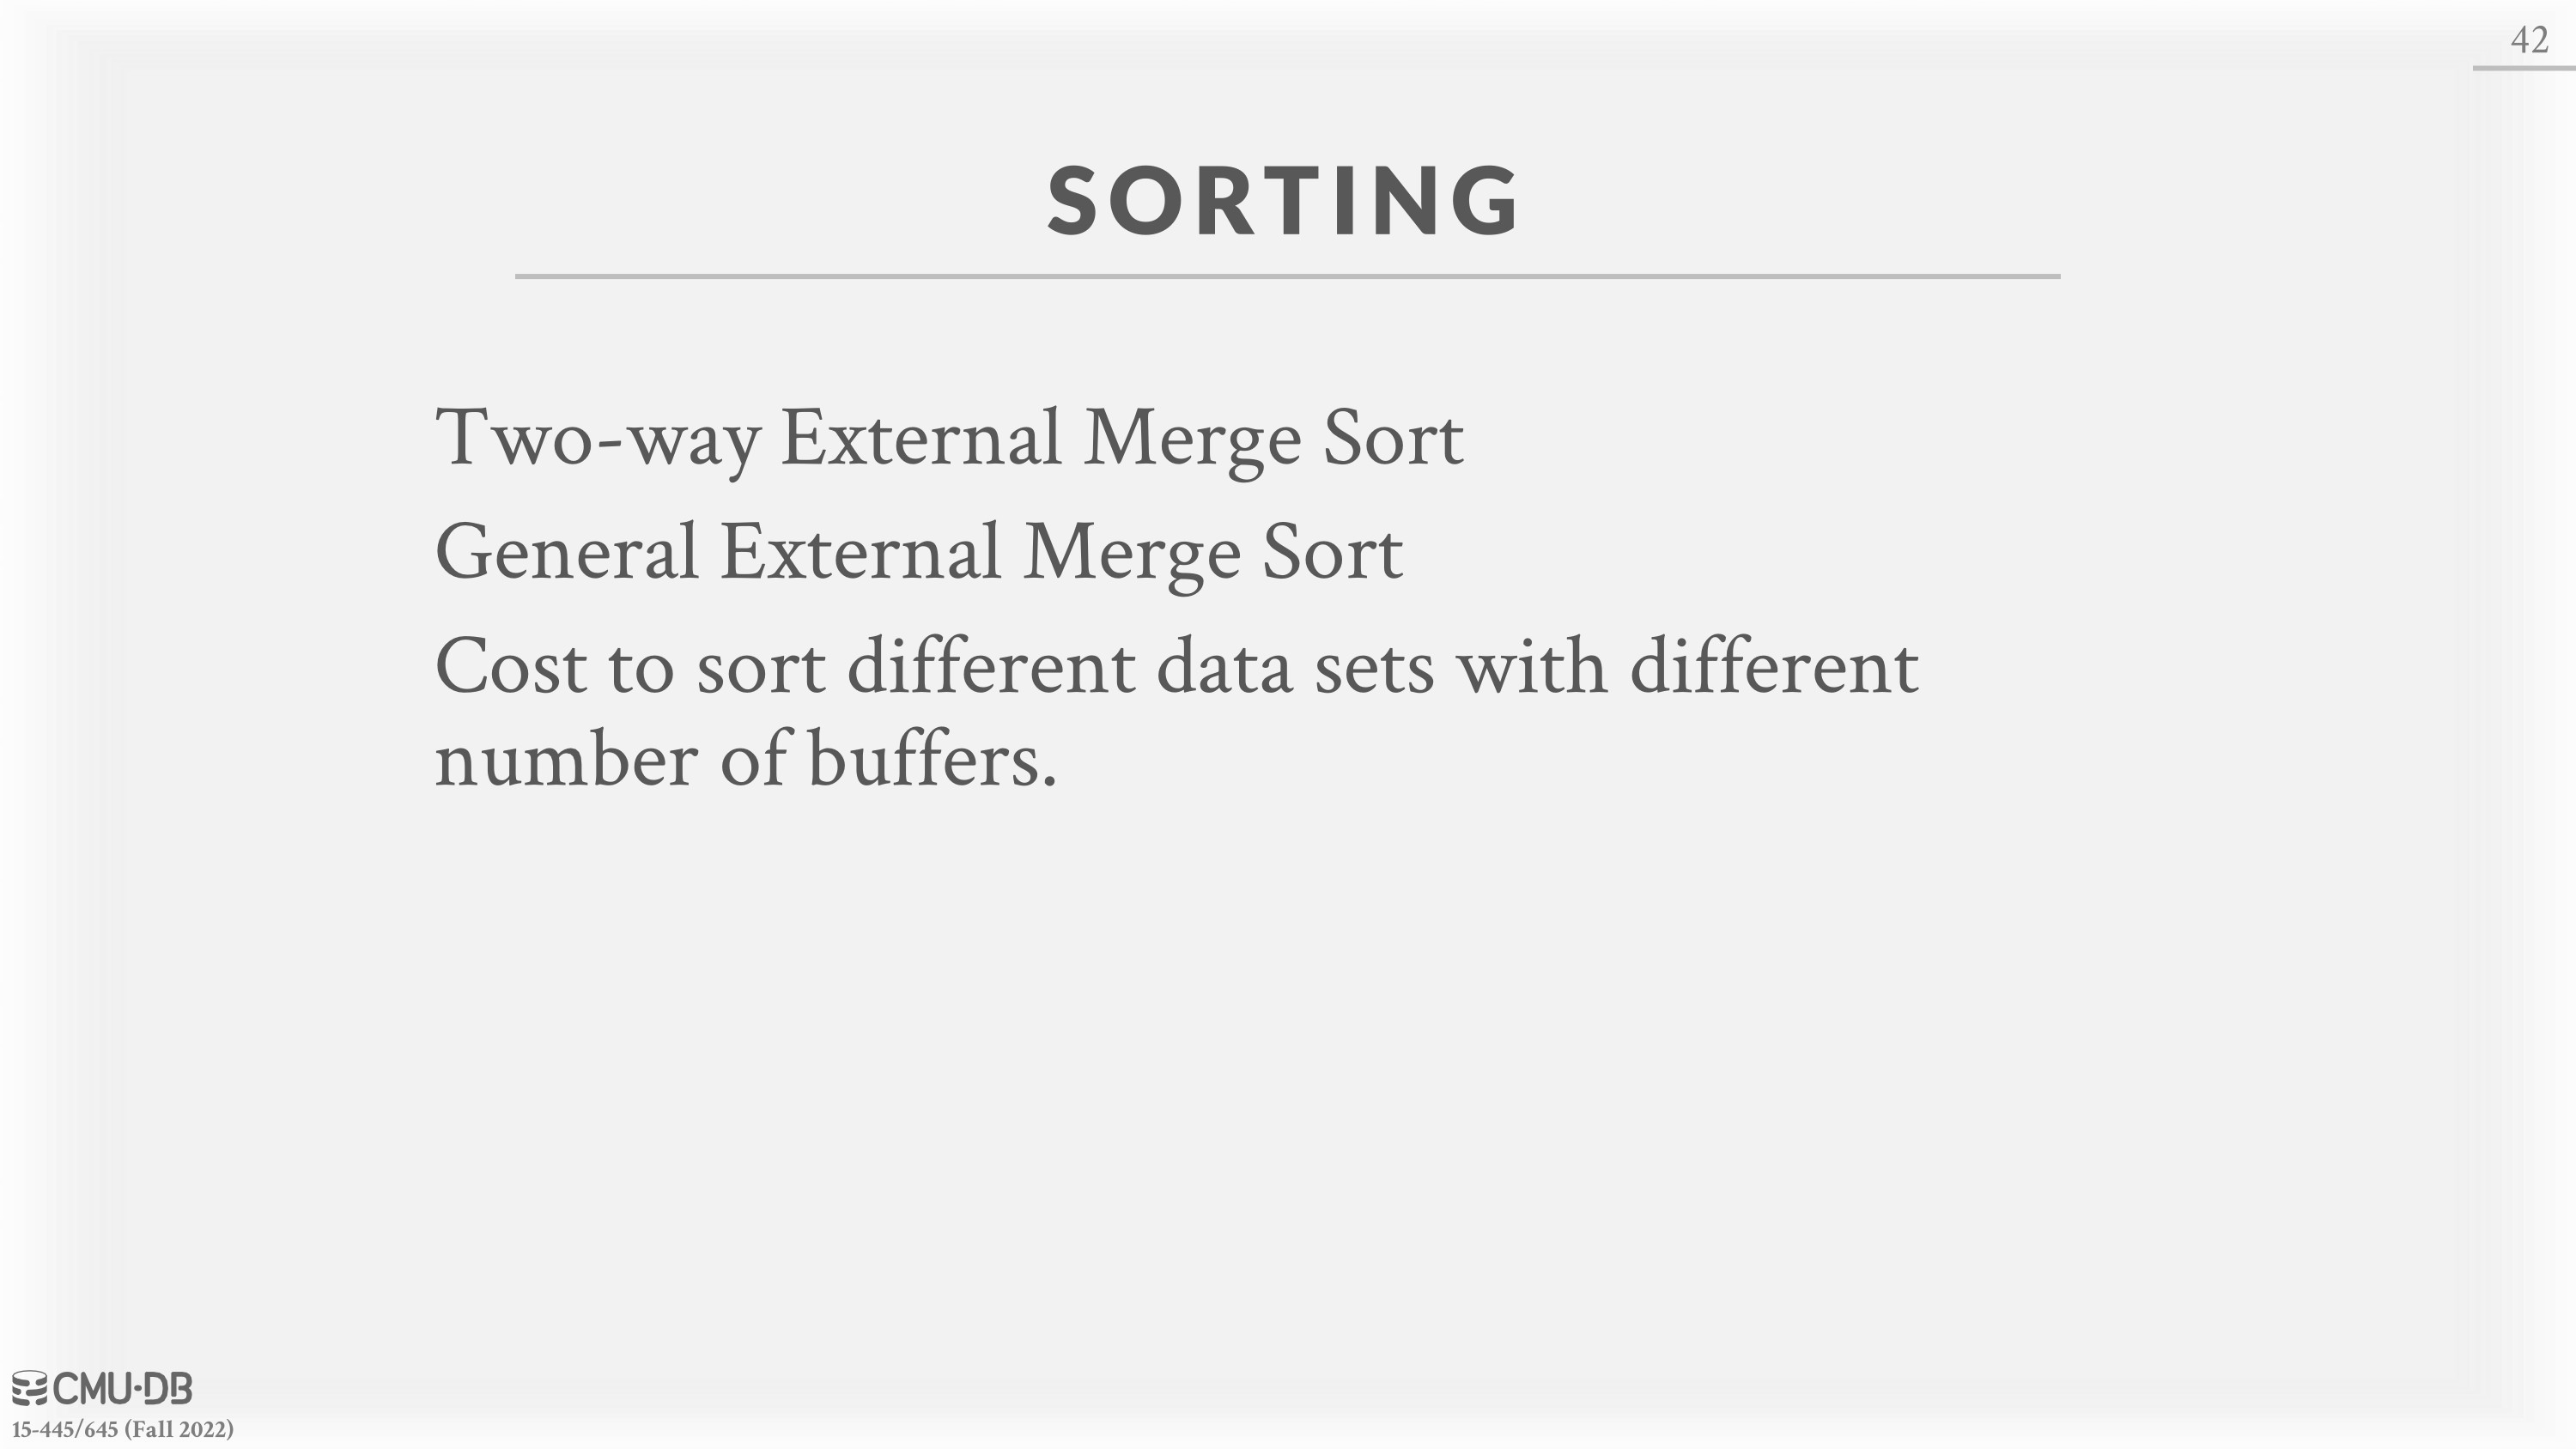 42
SORTING
Two-way External Merge Sort
General External Merge Sort
Cost to sort different data sets with different
number of buffers.
CMU·DB
15-445/645 (Fall 2022)